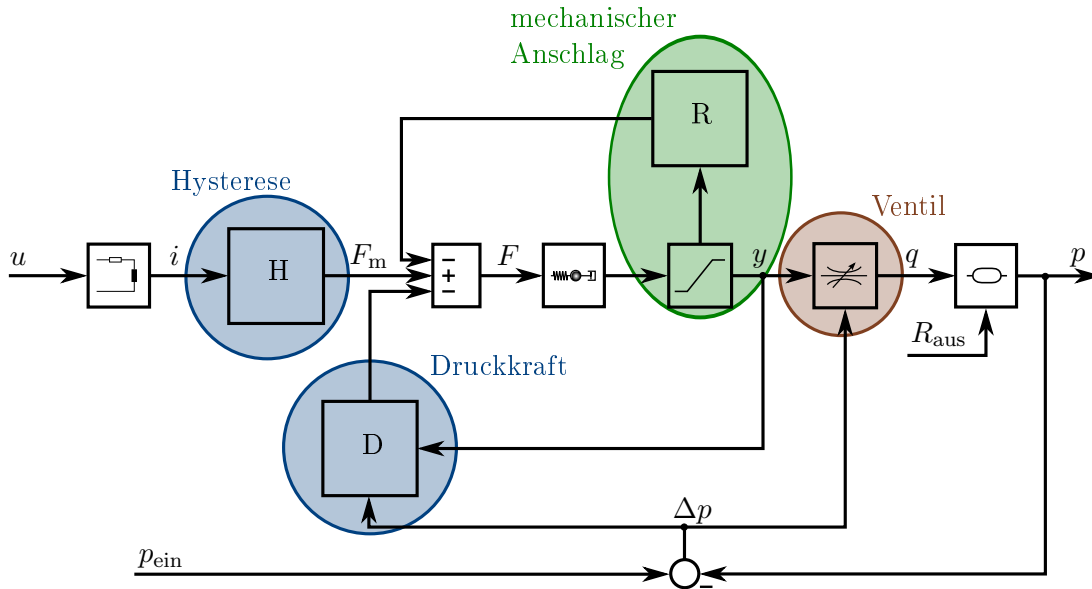 mechanischer
Anschlag
R
Hysterese
Ventil
u
i
H
F_m
−
+
−
F
y
q
p
R_aus
Druckkraft
D
Δp
p_ein
−